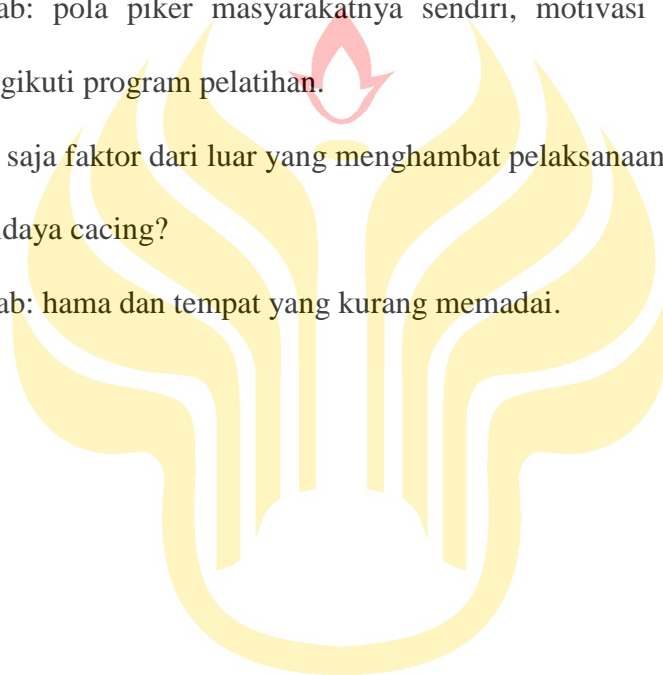 ab: pola piker masyarakatnya sendiri, motivasi
gikuti program pelatihan.
saja faktor dari luar yang menghambat pelaksanaan
daya cacing?
ab: hama dan tempat yang kurang memadai.